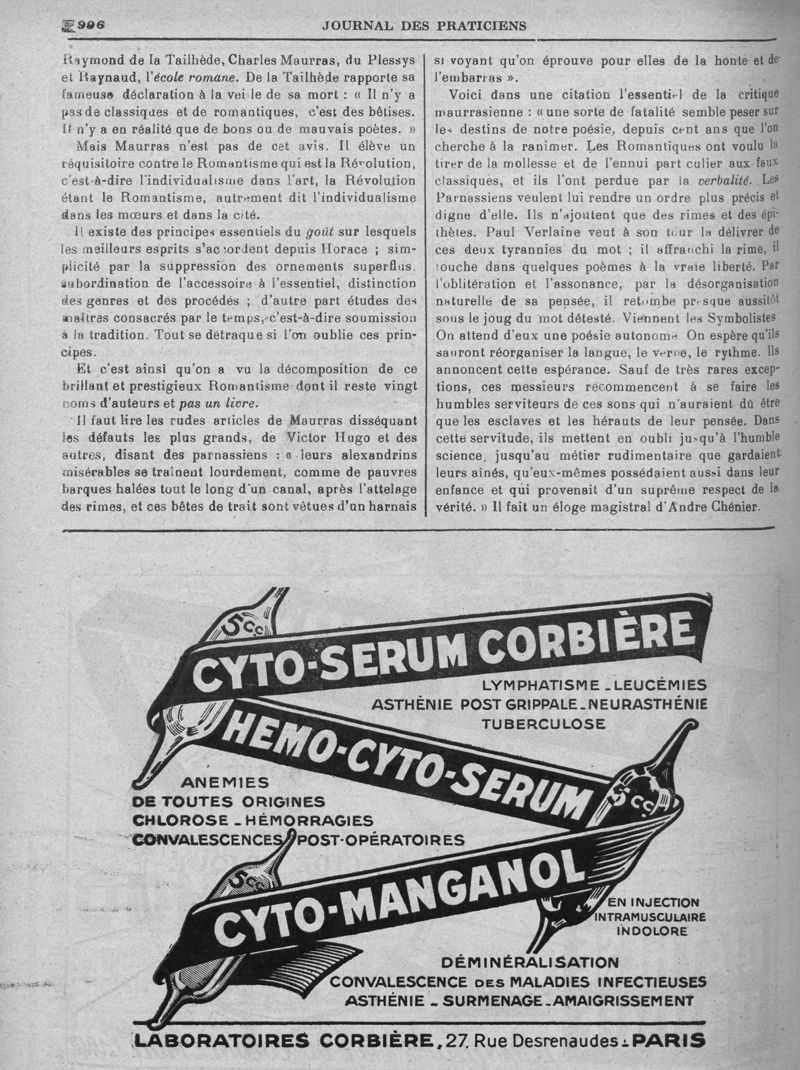 996
JOURNAL DES PRATICIENS
Raymond de la Tailhède, Charles Maurras, du Plessys
et Raynaud, l'école romane. De la Tailhède rapporte sa
fameuse déclaration à la veille de sa mort : « Il n'y a
pas de classiques et de romantiques, c'est des bêtises.
Il n'y a en réalité que de bons ou de mauvais poètes. »
Mais Maurras n'est pas de cet avis. Il élève un
réquisitoire contre le Romantisme qui est la Révolution,
c'est-à-dire l'individualisme dans l'art, la Révolution
étant le Romantisme, autrement dit l'individualisme
dans les mœurs et dans la cité.
Il existe des principes essentiels du goût sur lesquels
les meilleurs esprits s'accordent depuis Horace ; sim-
plicité par la suppression des ornements superflus,
subordination de l'accessoire à l'essentiel, distinction
des genres et des procédés ; d'autre part études des
maîtres consacrés par le temps, c'est-à-dire soumission
à la tradition. Tout se détraque si l'on oublie ces prin-
cipes.
Et c'est ainsi qu'on a vu la décomposition de ce
brillant et prestigieux Romantisme dont il reste vingt
noms d'auteurs et pas un livre.
Il faut lire les rudes articles de Maurras disséquant
les défauts les plus grands, de Victor Hugo et des
autres, disant des parnassiens : « leurs alexandrins
misérables se traînent lourdement, comme de pauvres
barques halées tout le long d'un canal, après l'attelage
des rimes, et ces bêtes de trait sont vêtues d'un harnais
si voyant qu'on éprouve pour elles de la honte et de
l'embarras ».
Voici dans une citation l'essentiel de la critique
maurrasienne : « une sorte de fatalité semble peser sur
les destins de notre poésie, depuis cent ans que l'on
cherche à la ranimer. Les Romantiques ont voulu la
tirer de la mollesse et de l'ennui part culier aux faux
classiques, et ils l'ont perdue par la verbalité. Les
Parnassiens veulent lui rendre un ordre plus précis et
digne d'elle. Ils n'ajoutent que des rimes et des épi-
thètes. Paul Verlaine veut à son tour la délivrer de
ces deux tyrannies du mot ; il affranchi la rime, il
touche dans quelques poèmes à la vraie liberté. Par
l'oblitération et l'assonance, par la désorganisation
naturelle de sa pensée, il retombe presque aussitôt
sous le joug du mot détesté. Viennent les Symbolistes
On attend d'eux une poésie autonome On espère qu'ils
sauront réorganiser la langue, le verne, le rythme. Ils
annoncent cette espérance. Sauf de très rares excep-
tions, ces messieurs recommencent à se faire les
humbles serviteurs de ces sons qui n'auraient dû être
que les esclaves et les hérauts de leur pensée. Dans
cette servitude, ils mettent en oubli jusqu'à l'humble
science, jusqu'au métier rudimentaire que gardaient
leurs aînés, qu'eux-mêmes possédaient aussi dans leur
enfance et qui provenait d'un suprême respect de la
vérité. » Il fait un éloge magistral d'Andre Chénier.
5 c.c.
CYTO-SERUM CORBIÈRE
LYMPHATISME - LEUCÉMIES
ASTHÉNIE POST GRIPPALE - NEURASTHÉNIE
TUBERCULOSE
HEMO-CYTO-SERUM
5 c.c.
ANEMIES
DE TOUTES ORIGINES
CHLOROSE - HÉMORRAGIES
CONVALESCENCES POST-OPÉRATOIRES
5 c.c.
CYTO-MANGANOL
EN INJECTION
INTRAMUSCULAIRE
INDOLORE
DÉMINÉRALISATION
CONVALESCENCE DES MALADIES INFECTIEUSES
ASTHÉNIE - SURMENAGE - AMAIGRISSEMENT
LABORATOIRES CORBIÈRE, 27, Rue Desrenaudes - PARIS